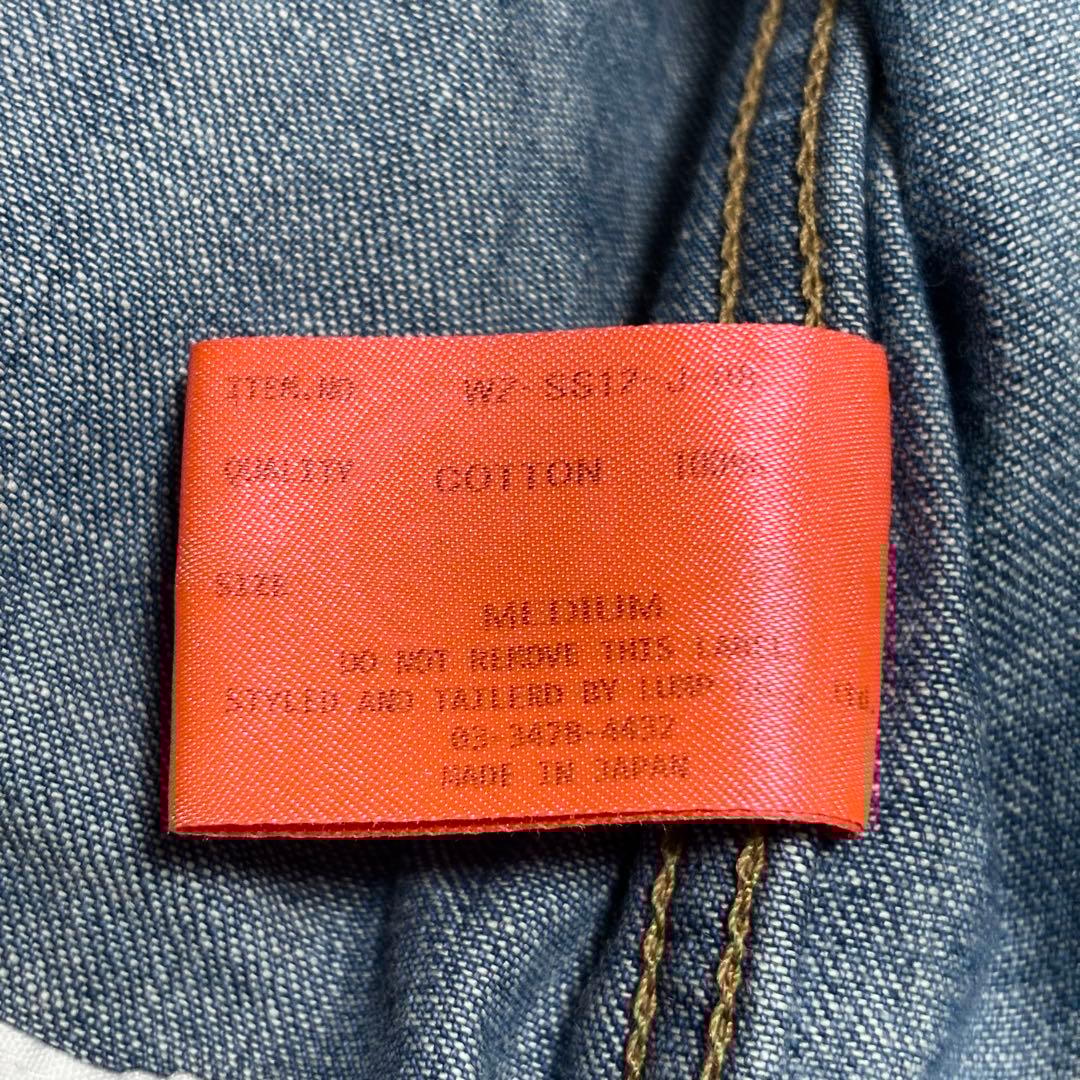 ITEM.NO W2-SS17-J
QUALITY COTTON 100%
SIZE
MEDIUM
DO NOT REMOVE THIS LABEL
STYLED AND TAILERD BY LUMP
03-3478-4432
MADE IN JAPAN